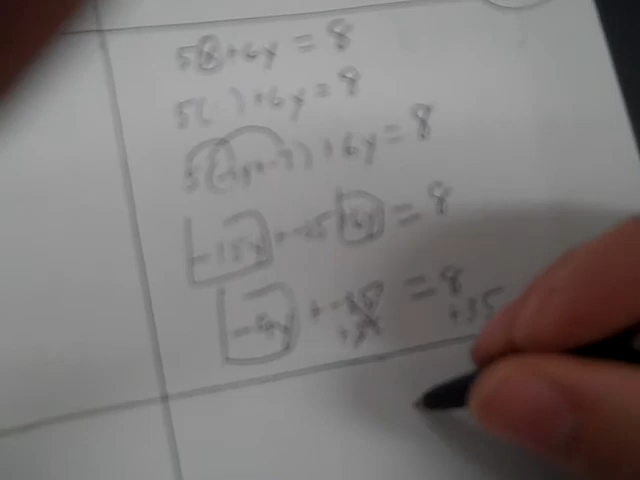 5x+6y=8
5( )+6y=8
5(-3y+-7)+6y=8
-15y+-35+6y=8
-9y+-35=8
+35 +35